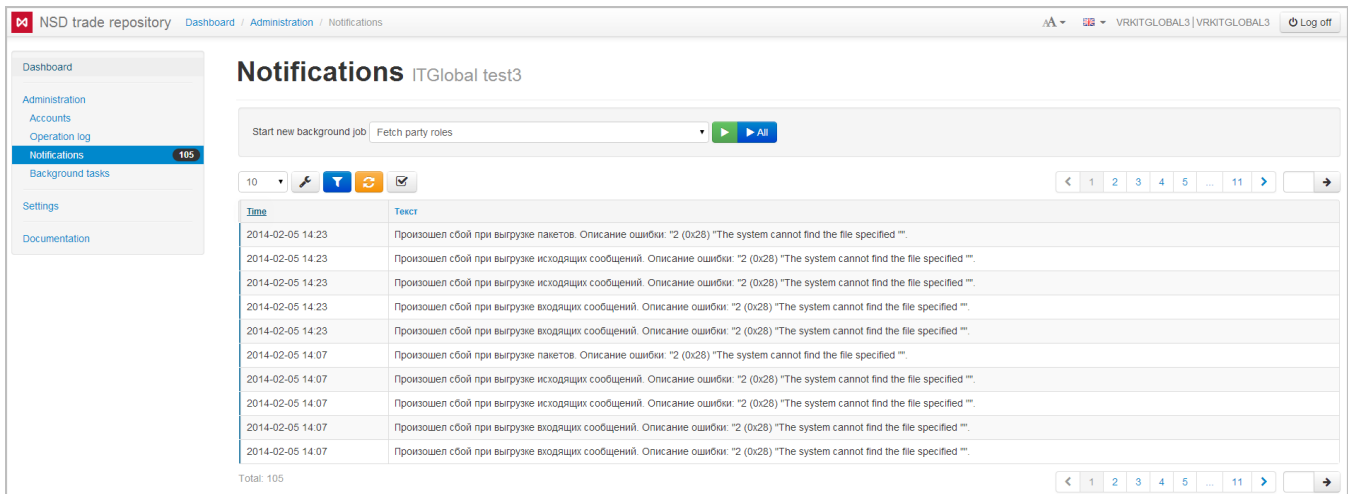 NSD trade repository Dashboard / Administration / Notifications AA VRKITGLOBAL3 | VRKITGLOBAL3 Log off
Dashboard
Administration
Accounts
Operation log
Notifications 105
Background tasks
Settings
Documentation
Notifications ITGlobal test3
Start new background job Fetch party roles All
10 1 2 3 4 5 ... 11
Time Текст
2014-02-05 14:23 Произошел сбой при выгрузке пакетов. Описание ошибки: "2 (0x28) "The system cannot find the file specified "".
2014-02-05 14:23 Произошел сбой при выгрузке исходящих сообщений. Описание ошибки: "2 (0x28) "The system cannot find the file specified "".
2014-02-05 14:23 Произошел сбой при выгрузке исходящих сообщений. Описание ошибки: "2 (0x28) "The system cannot find the file specified "".
2014-02-05 14:23 Произошел сбой при выгрузке входящих сообщений. Описание ошибки: "2 (0x28) "The system cannot find the file specified "".
2014-02-05 14:23 Произошел сбой при выгрузке входящих сообщений. Описание ошибки: "2 (0x28) "The system cannot find the file specified "".
2014-02-05 14:07 Произошел сбой при выгрузке пакетов. Описание ошибки: "2 (0x28) "The system cannot find the file specified "".
2014-02-05 14:07 Произошел сбой при выгрузке исходящих сообщений. Описание ошибки: "2 (0x28) "The system cannot find the file specified "".
2014-02-05 14:07 Произошел сбой при выгрузке исходящих сообщений. Описание ошибки: "2 (0x28) "The system cannot find the file specified "".
2014-02-05 14:07 Произошел сбой при выгрузке входящих сообщений. Описание ошибки: "2 (0x28) "The system cannot find the file specified "".
2014-02-05 14:07 Произошел сбой при выгрузке входящих сообщений. Описание ошибки: "2 (0x28) "The system cannot find the file specified "".
Total: 105 1 2 3 4 5 ... 11